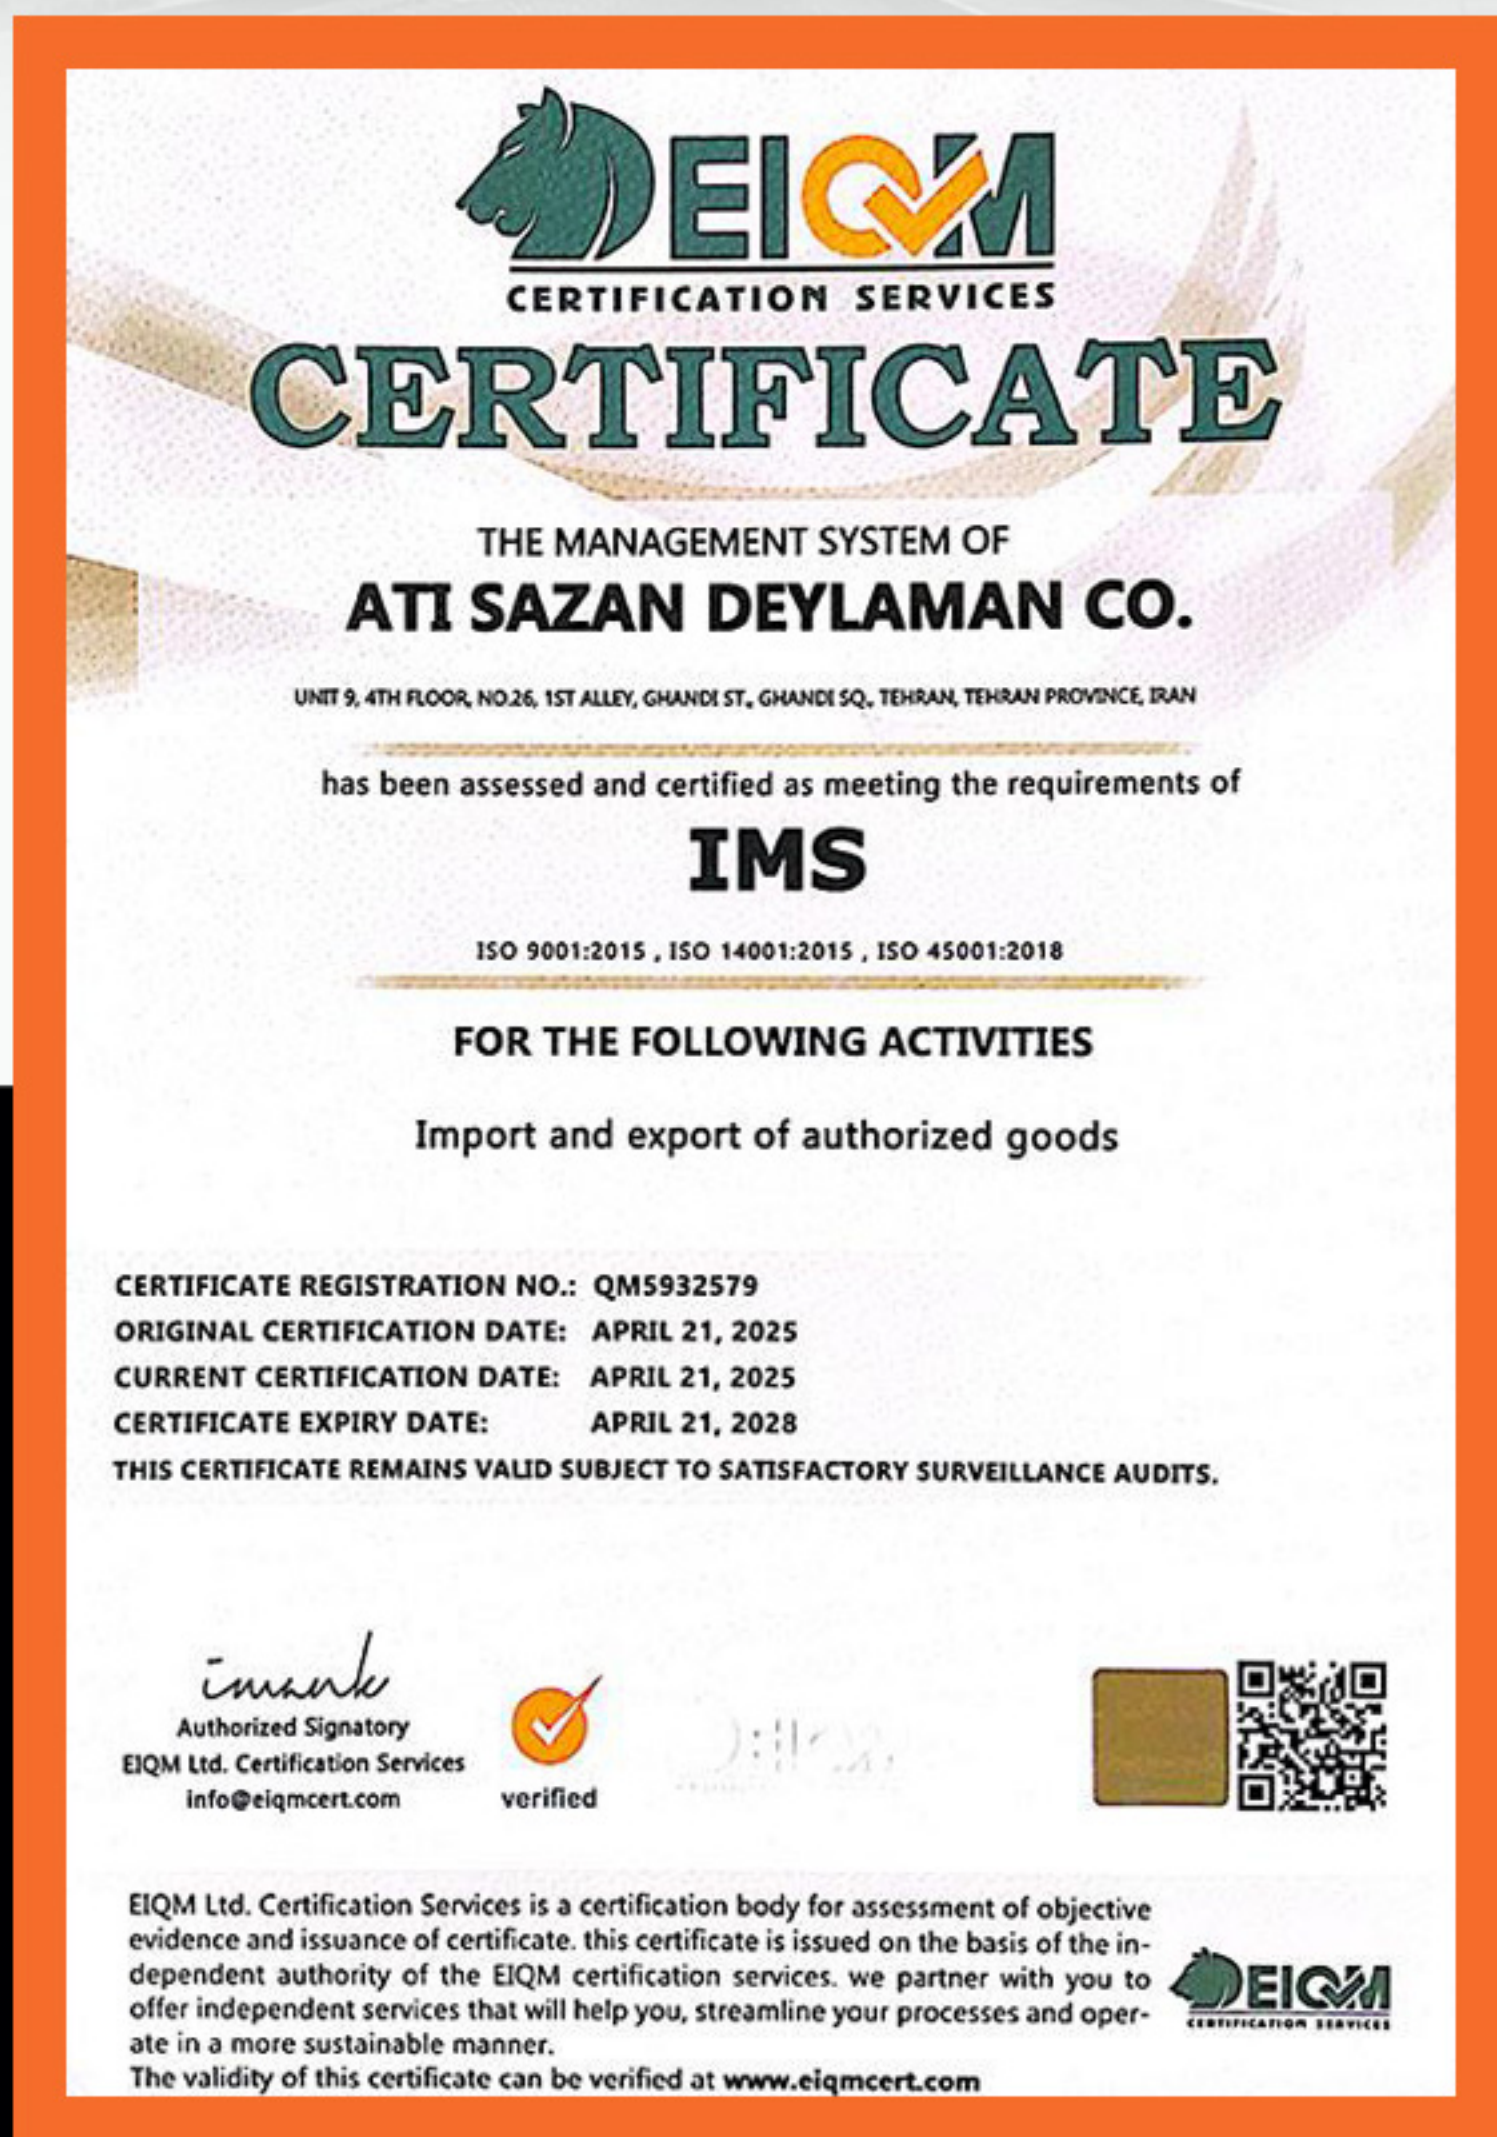 EIQM
CERTIFICATION SERVICES
CERTIFICATE
THE MANAGEMENT SYSTEM OF
ATI SAZAN DEYLAMAN CO.
UNIT 9, 4TH FLOOR, NO.26, 1ST ALLEY, GHANDI ST., GHANDI SQ., TEHRAN, TEHRAN PROVINCE, IRAN
has been assessed and certified as meeting the requirements of
IMS
ISO 9001:2015 , ISO 14001:2015 , ISO 45001:2018
FOR THE FOLLOWING ACTIVITIES
Import and export of authorized goods
CERTIFICATE REGISTRATION NO.: QM5932579
ORIGINAL CERTIFICATION DATE: APRIL 21, 2025
CURRENT CERTIFICATION DATE: APRIL 21, 2025
CERTIFICATE EXPIRY DATE: APRIL 21, 2028
THIS CERTIFICATE REMAINS VALID SUBJECT TO SATISFACTORY SURVEILLANCE AUDITS.
Authorized Signatory
EIQM Ltd. Certification Services
info@eiqmcert.com
verified
EIQM Ltd. Certification Services is a certification body for assessment of objective
evidence and issuance of certificate. this certificate is issued on the basis of the in-
dependent authority of the EIQM certification services. we partner with you to
offer independent services that will help you, streamline your processes and oper-
ate in a more sustainable manner.
The validity of this certificate can be verified at www.eiqmcert.com
EIQM
CERTIFICATION SERVICES